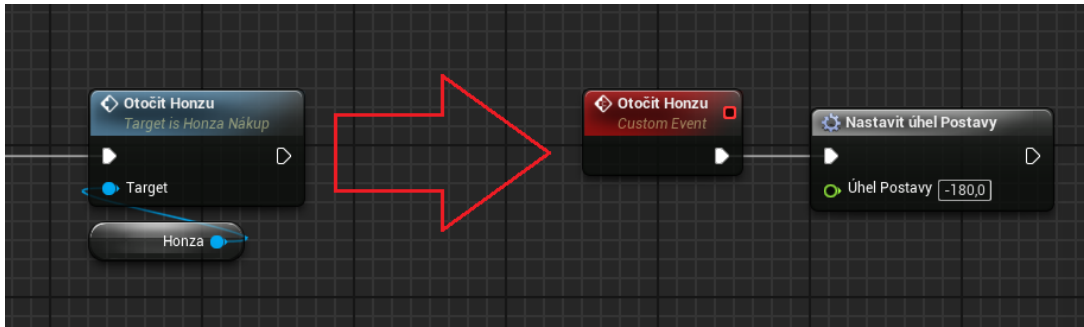 Otočit Honzu
Target is Honza Nákup
Target
Honza
Otočit Honzu
Custom Event
Nastavit úhel Postavy
Úhel Postavy -180,0